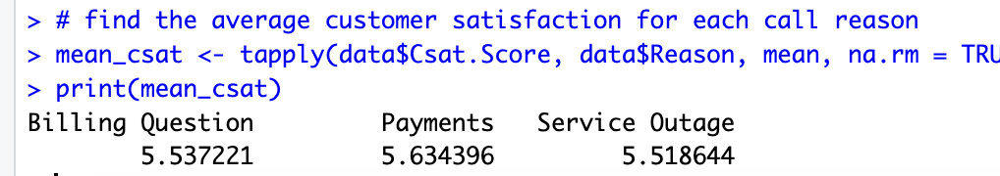 > # find the average customer satisfaction for each call reason
> mean_csat <- tapply(data$Csat.Score, data$Reason, mean, na.rm = TRU
> print(mean_csat)
Billing Question Payments Service Outage
5.537221 5.634396 5.518644